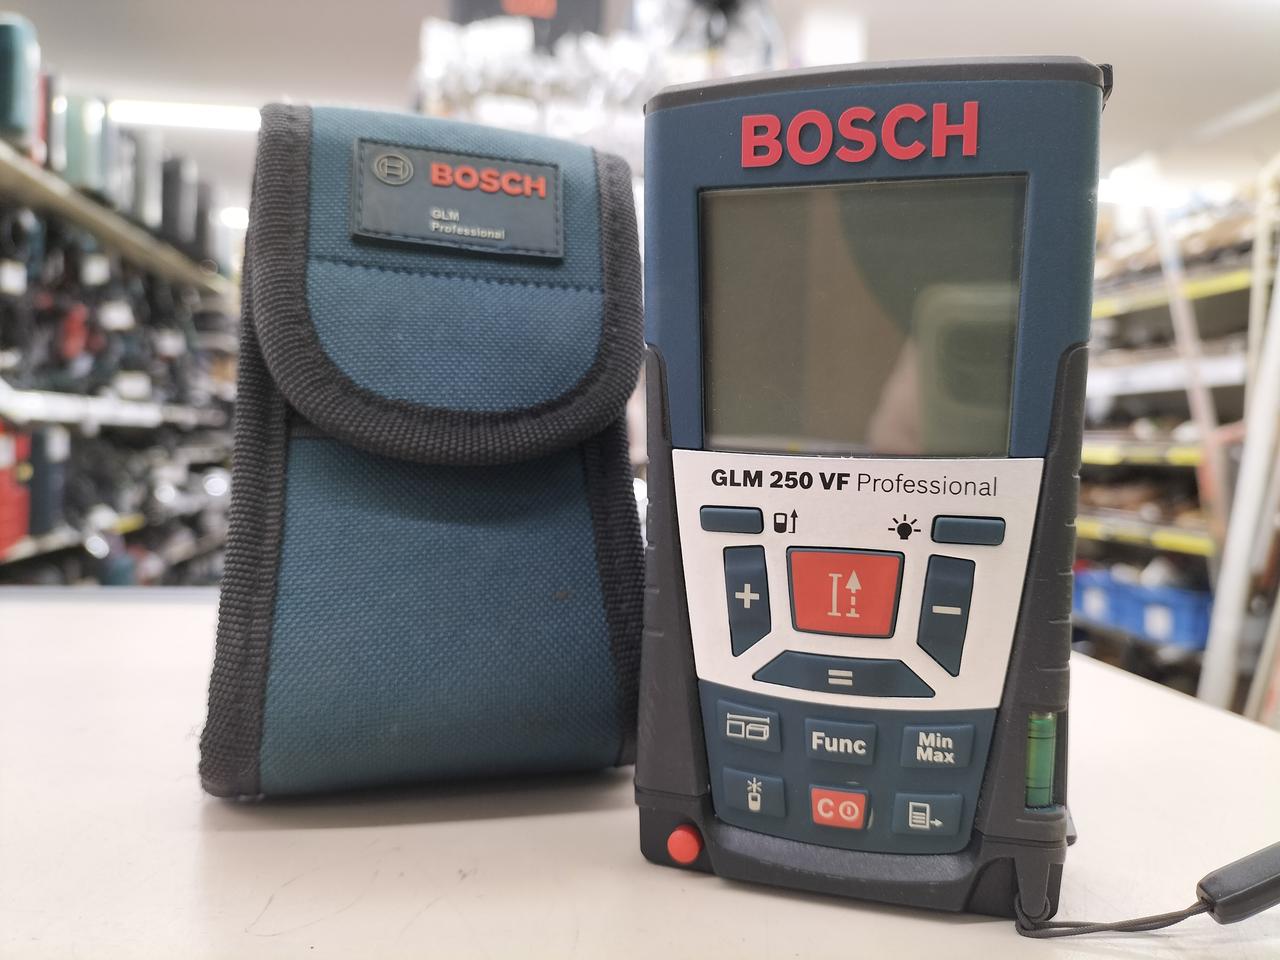 BOSCH
GLM
Professional
BOSCH
GLM 250 VF Professional
+
−
=
Func
Min
Max
C